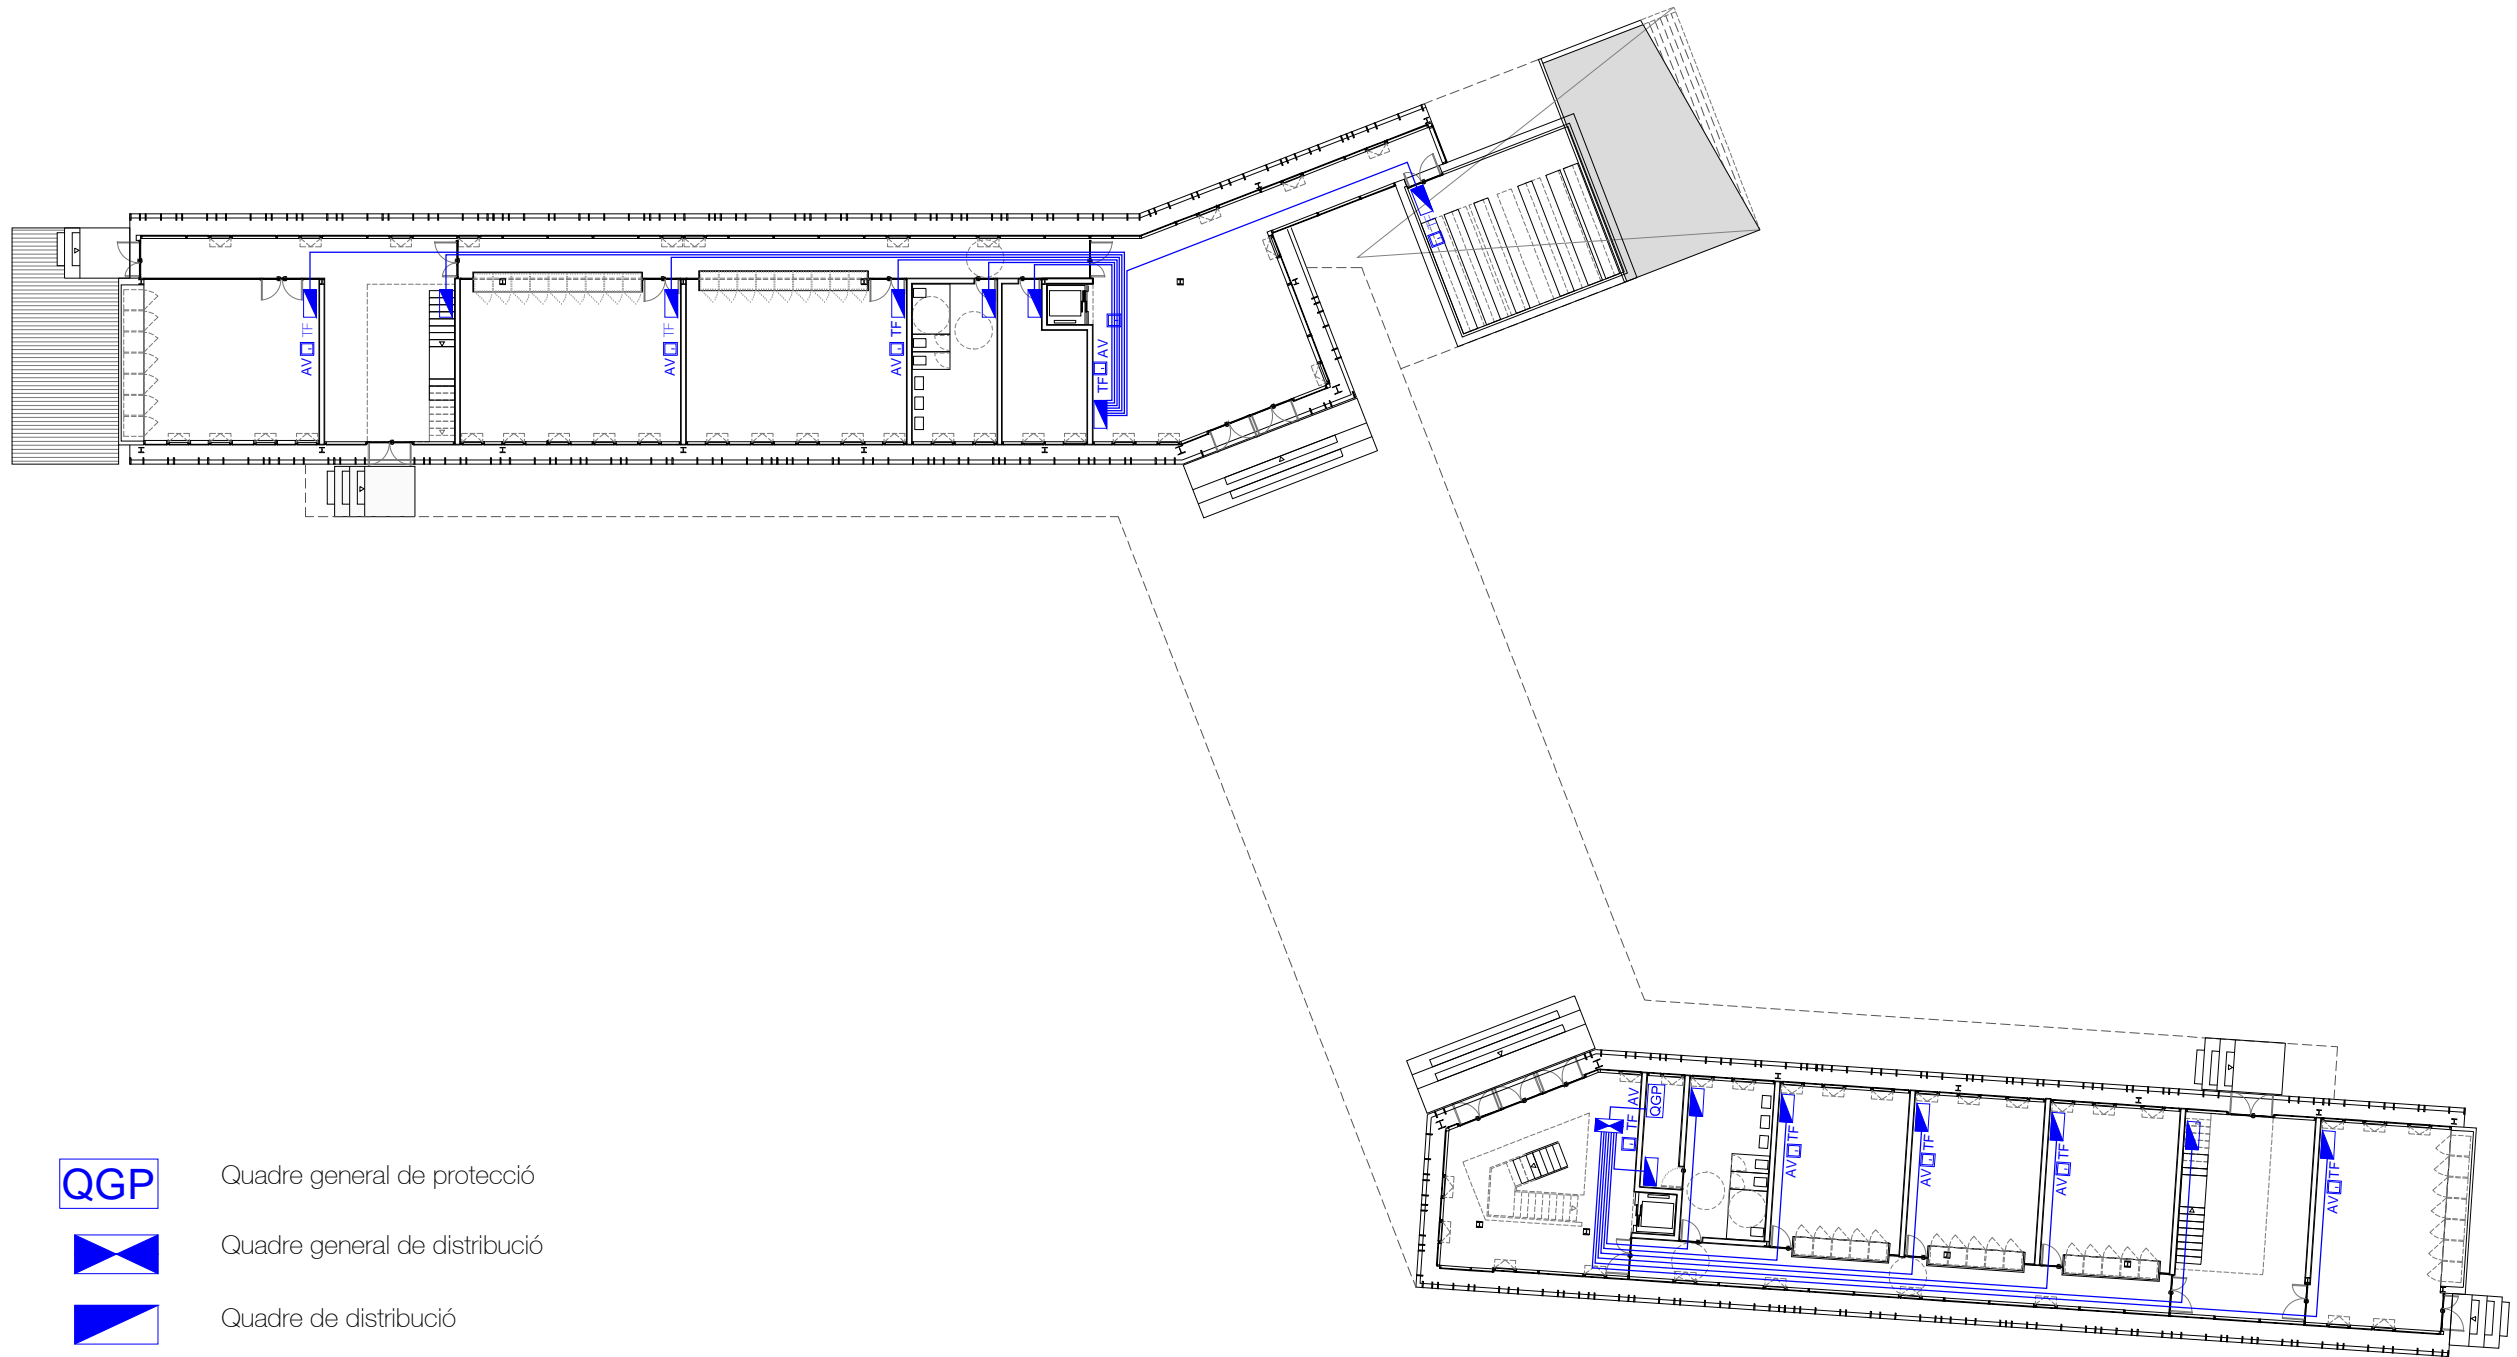 TF
AV
TF
AV
TF
AV
AV
TF
AV
TF
QGP
TF
AV
TF
AV
TF
AV
TF
AV
QGP
Quadre general de protecció
Quadre general de distribució
Quadre de distribució